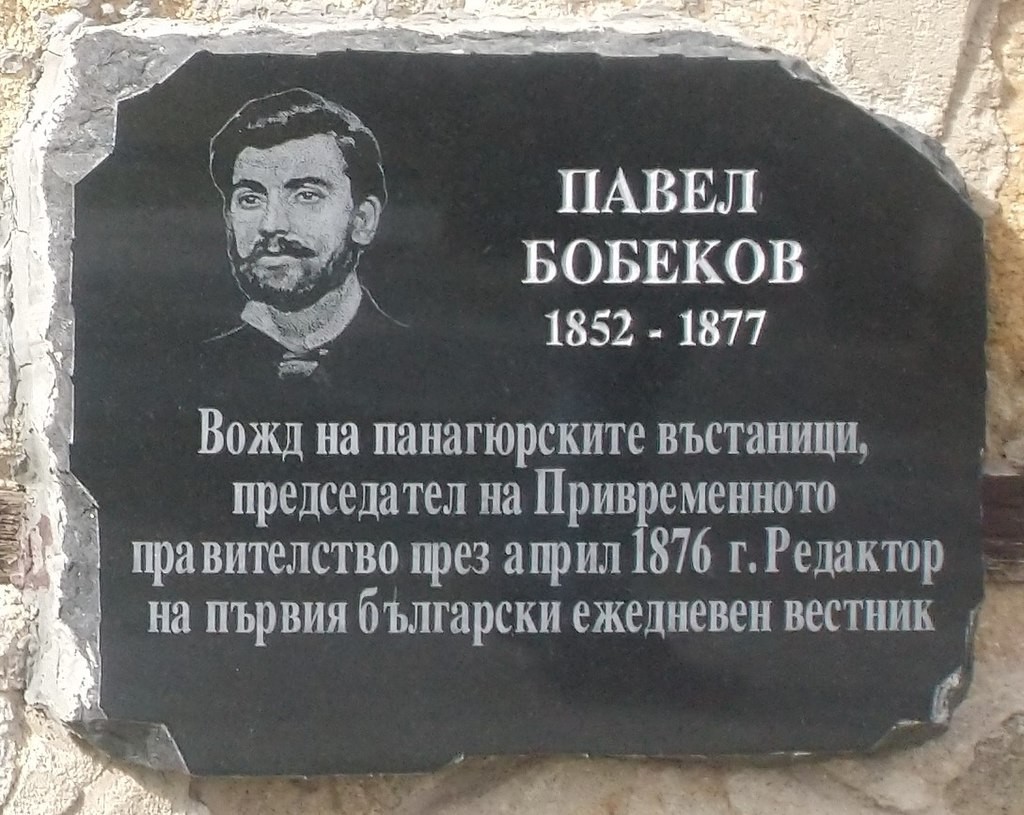 ПАВЕЛ
БОБЕКОВ
1852 - 1877
Вожд на панагюрските въстаници,
председател на Привременното
правителство през април 1876 г. Редактор
на първия български ежедневен вестник